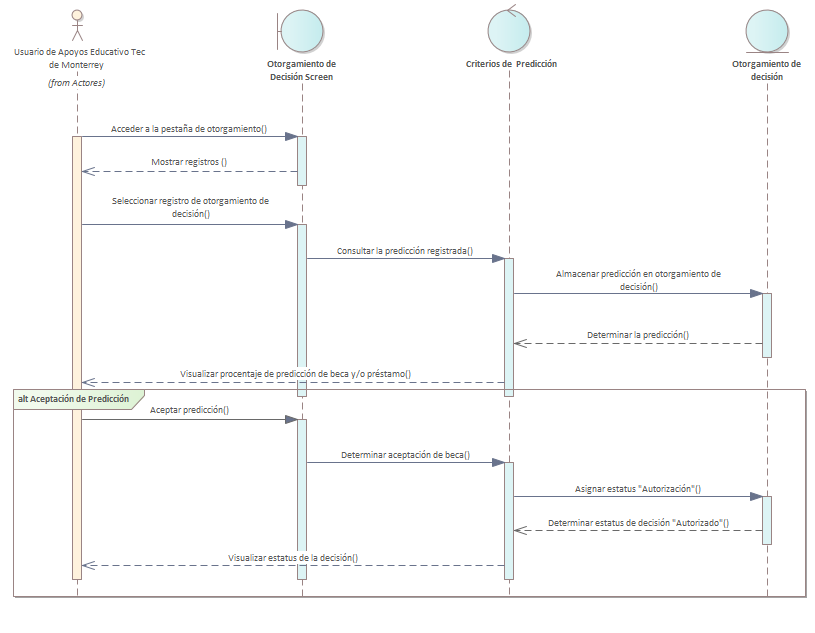 Usuario de Apoyos Educativo Tec
de Monterrey
(from Actores)
Otorgamiento de
Decisión Screen
Criterios de Predicción
Otorgamiento de
decisión
Acceder a la pestaña de otorgamiento()
Mostrar registros ()
Seleccionar registro de otorgamiento de
decisión()
Consultar la predicción registrada()
Almacenar predicción en otorgamiento de
decisión()
Determinar la predicción()
Visualizar procentaje de predicción de beca y/o préstamo()
alt Aceptación de Predicción
Aceptar predicción()
Determinar aceptación de beca()
Asignar estatus "Autorización"()
Determinar estatus de decisión "Autorizado"()
Visualizar estatus de la decisión()